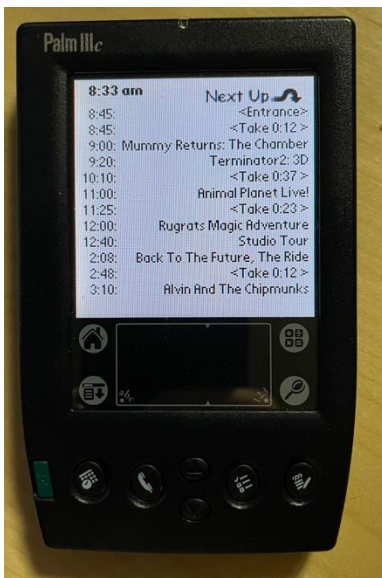 Palm IIIc
8:33 am Next Up
8:45: <Entrance>
8:45: <Take 0:12 >
9:00: Mummy Returns: The Chamber
9:20: Terminator2: 3D
10:10: <Take 0:37 >
11:00: Animal Planet Live!
11:25: <Take 0:23 >
12:00: Rugrats Magic Adventure
12:40: Studio Tour
2:08: Back To The Future, The Ride
2:48: <Take 0:12 >
3:10: Alvin And The Chipmunks
abc 123